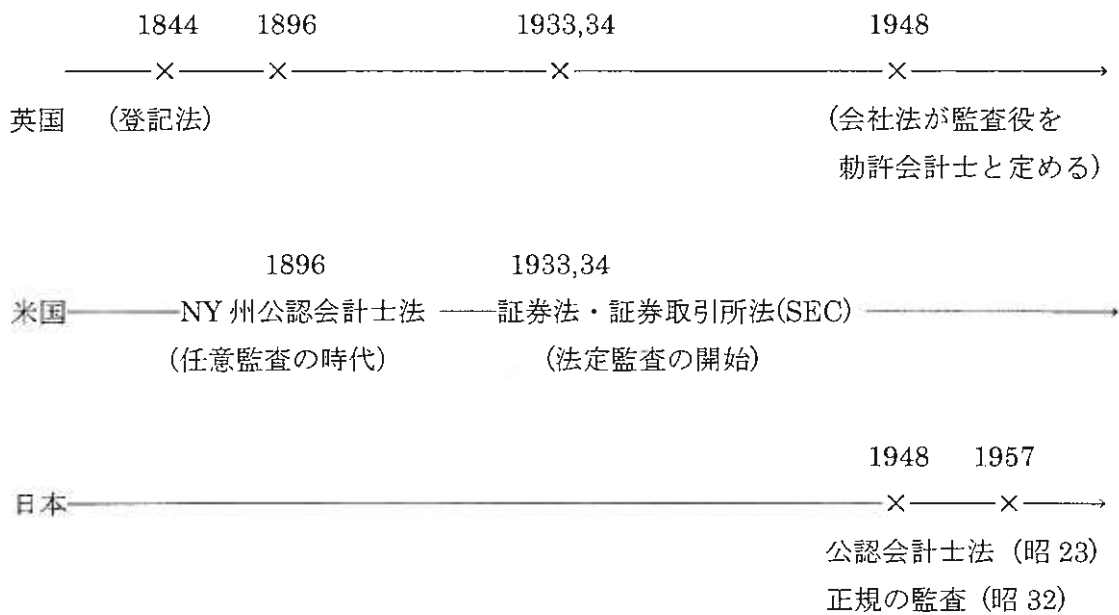 1844 1896 1933,34 1948
英国 (登記法) (会社法が監査役を
勅許会計士と定める)
1896 1933,34
米国 NY 州公認会計士法 証券法・証券取引所法(SEC)
(任意監査の時代) (法定監査の開始)
1948 1957
日本
公認会計士法 (昭 23)
正規の監査 (昭 32)